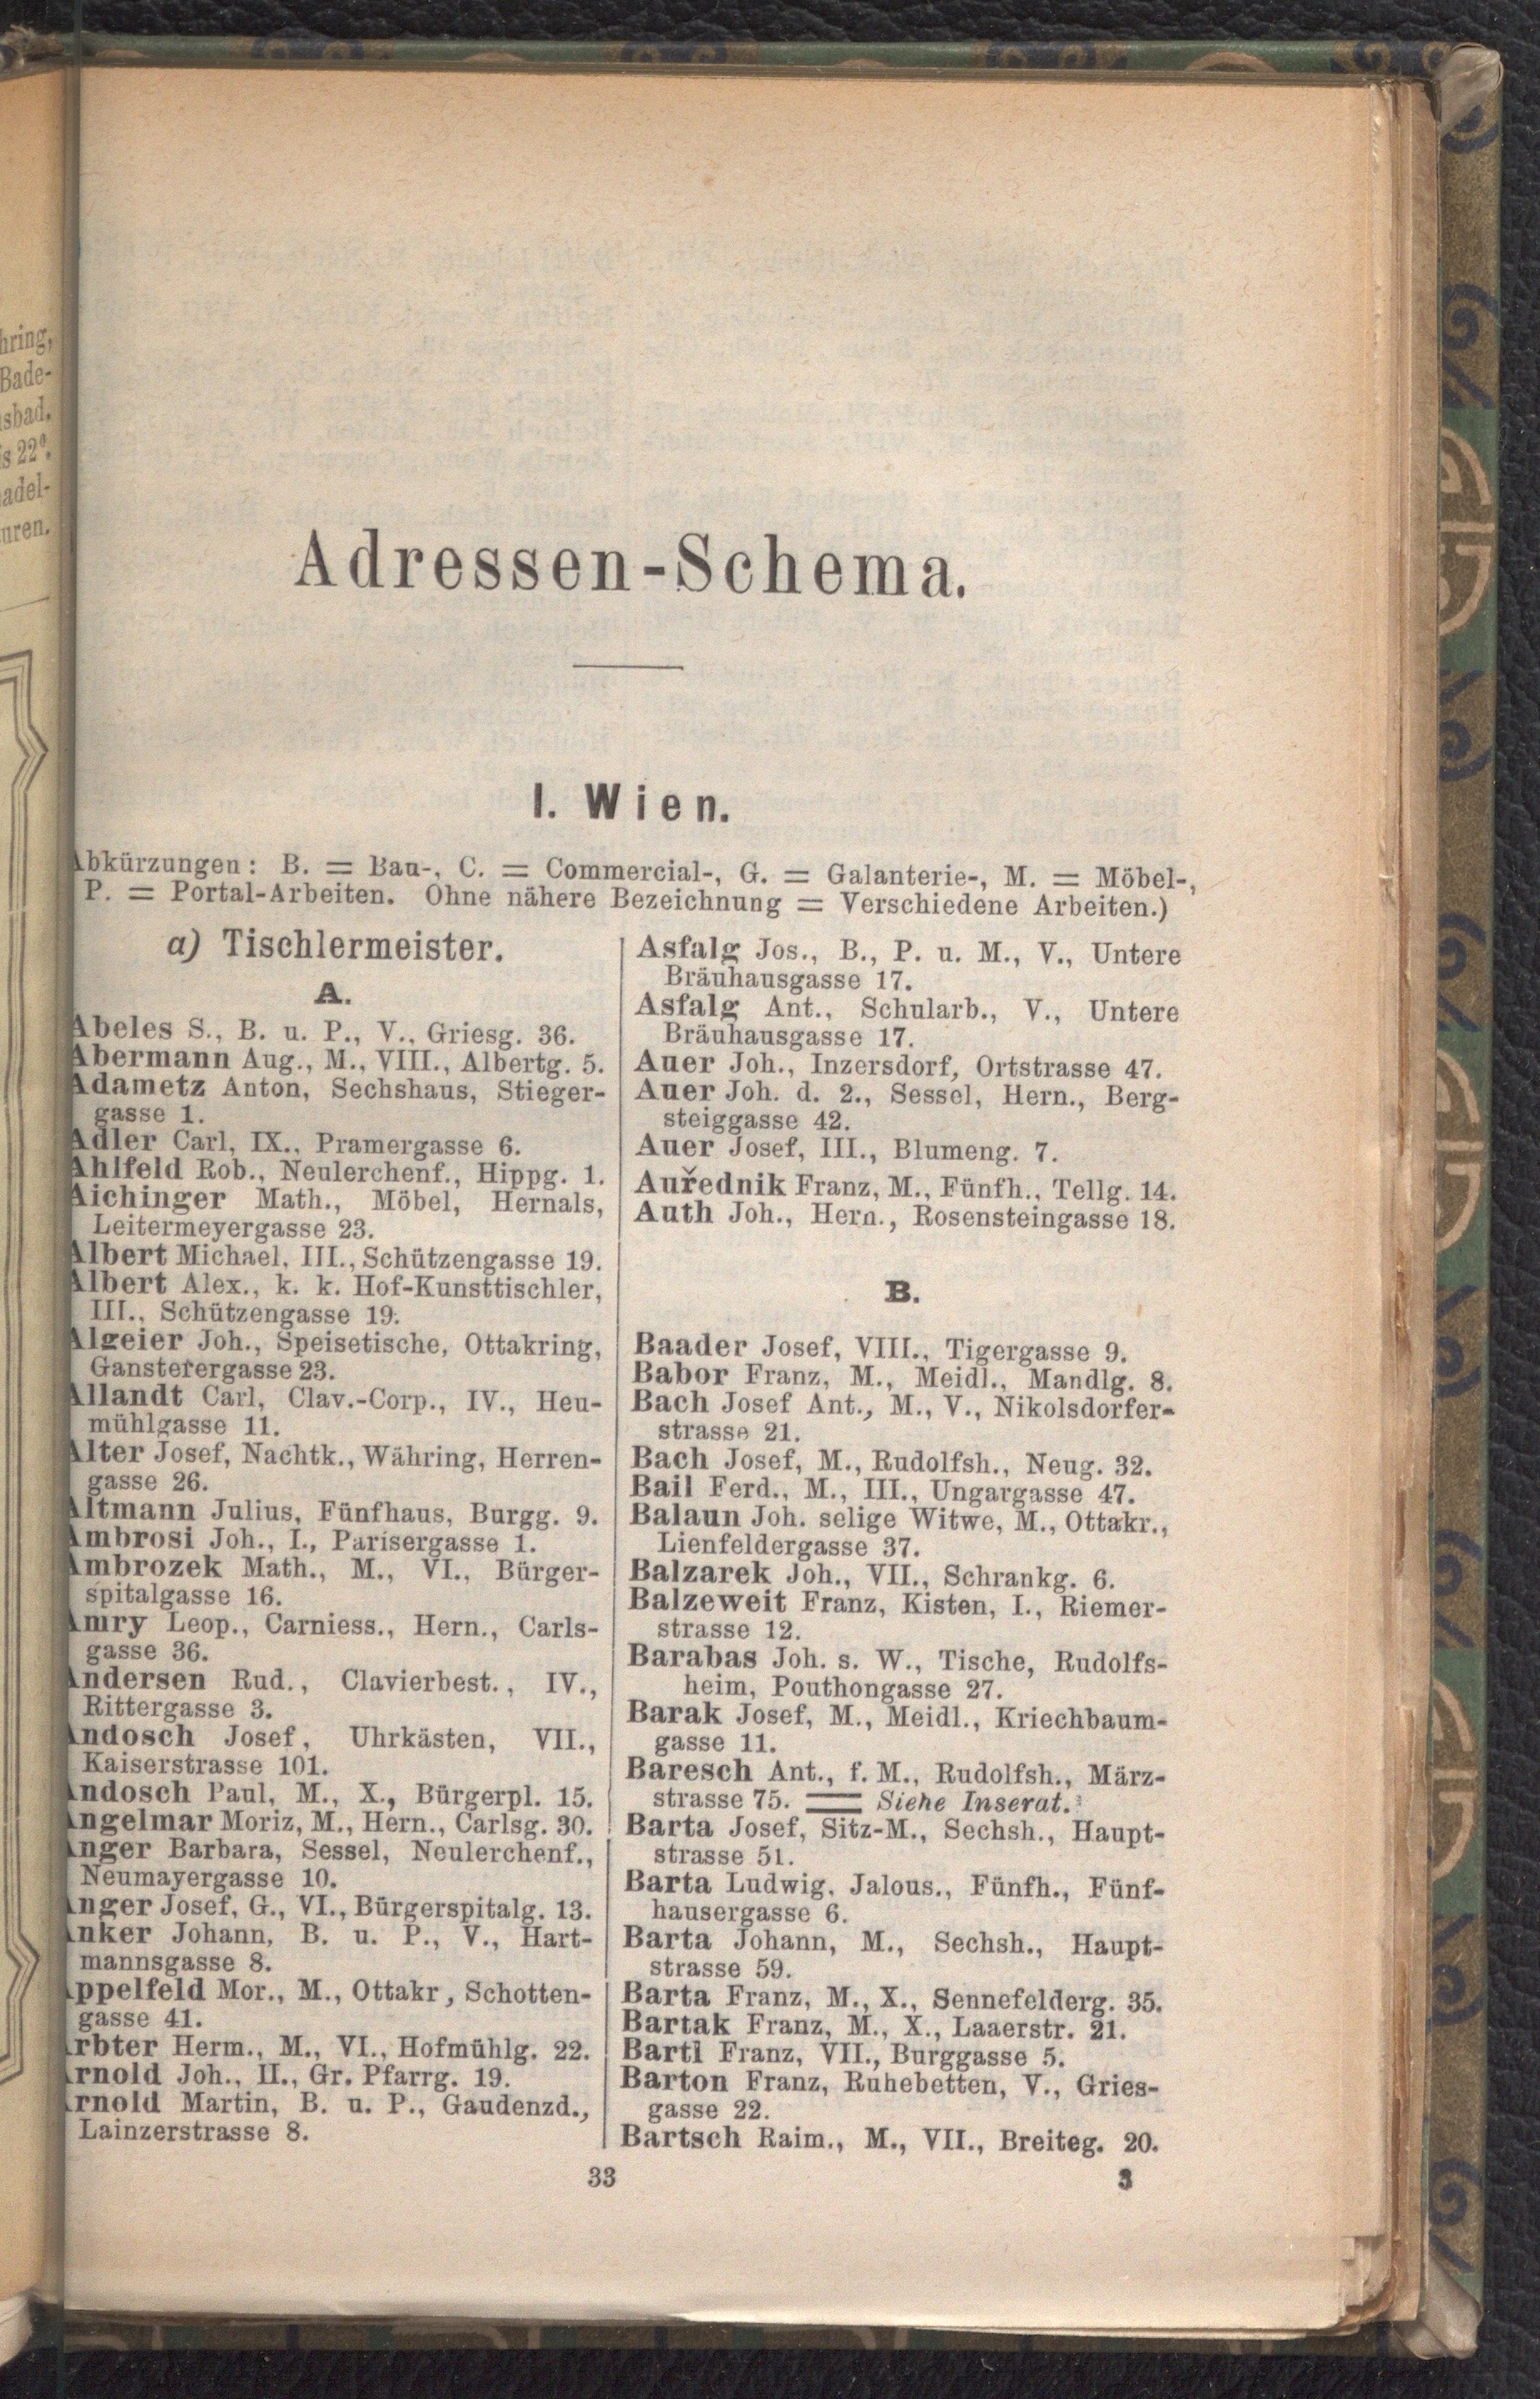 hring,
Bade-
sbad,
is 22°.
adel-
uren.
Adressen-Schema.
I. Wien.
Abkürzungen: B. = Bau-, C. = Commercial-, G. = Galanterie-, M. = Möbel-,
P. = Portal-Arbeiten. Ohne nähere Bezeichnung = Verschiedene Arbeiten.)
a) Tischlermeister.
A.
Abeles S., B. u. P., V., Griesg. 36.
Abermann Aug., M., VIII., Albertg. 5.
Adametz Anton, Sechshaus, Stieger-
gasse 1.
Adler Carl, IX., Pramergasse 6.
Ahlfeld Rob., Neulerchenf., Hippg. 1.
Aichinger Math., Möbel, Hernals,
Leitermeyergasse 23.
Albert Michael, III., Schützengasse 19.
Albert Alex., k. k. Hof-Kunsttischler,
III., Schützengasse 19.
Algeier Joh., Speisetische, Ottakring,
Gansterergasse 23.
Allandt Carl, Clav.-Corp., IV., Heu-
mühlgasse 11.
Alter Josef, Nachtk., Währing, Herren-
gasse 26.
Altmann Julius, Fünfhaus, Burgg. 9.
Ambrosi Joh., I., Parisergasse 1.
Ambrozek Math., M., VI., Bürger-
spitalgasse 16.
Amry Leop., Carniess., Hern., Carls-
gasse 36.
Andersen Rud., Clavierbest., IV.,
Rittergasse 3.
Andosch Josef, Uhrkästen, VII.,
Kaiserstrasse 101.
Andosch Paul, M., X., Bürgerpl. 15.
Angelmar Moriz, M., Hern., Carlsg. 30.
Anger Barbara, Sessel, Neulerchenf.,
Neumayergasse 10.
Anger Josef, G., VI., Bürgerspitalg. 13.
Anker Johann, B. u. P., V., Hart-
mannsgasse 8.
Appelfeld Mor., M., Ottakr, Schotten-
gasse 41.
Arbter Herm., M., VI., Hofmühlg. 22.
Arnold Joh., II., Gr. Pfarrg. 19.
Arnold Martin, B. u. P., Gaudenzd.,
Lainzerstrasse 8.
Asfalg Jos., B., P. u. M., V., Untere
Bräuhausgasse 17.
Asfalg Ant., Schularb., V., Untere
Bräuhausgasse 17.
Auer Joh., Inzersdorf, Ortstrasse 47.
Auer Joh. d. 2., Sessel, Hern., Berg-
steiggasse 42.
Auer Josef, III., Blumeng. 7.
Auřednik Franz, M., Fünfh., Tellg. 14.
Auth Joh., Hern., Rosensteingasse 18.
B.
Baader Josef, VIII., Tigergasse 9.
Babor Franz, M., Meidl., Mandlg. 8.
Bach Josef Ant., M., V., Nikolsdorfer-
strasse 21.
Bach Josef, M., Rudolfsh., Neug. 32.
Bail Ferd., M., III., Ungargasse 47.
Balaun Joh. selige Witwe, M., Ottakr.,
Lienfeldergasse 37.
Balzarek Joh., VII., Schrankg. 6.
Balzeweit Franz, Kisten, I., Riemer-
strasse 12.
Barabas Joh. s. W., Tische, Rudolfs-
heim, Pouthongasse 27.
Barak Josef, M., Meidl., Kriechbaum-
gasse 11.
Baresch Ant., f. M., Rudolfsh., März-
strasse 75. Siehe Inserat.
Barta Josef, Sitz-M., Sechsh., Haupt-
strasse 51.
Barta Ludwig, Jalous., Fünfh., Fünf-
hausergasse 6.
Barta Johann, M., Sechsh., Haupt-
strasse 59.
Barta Franz, M., X., Sennefelderg. 35.
Bartak Franz, M., X., Laaerstr. 21.
Bartl Franz, VII., Burggasse 5.
Barton Franz, Ruhebetten, V., Gries-
gasse 22.
Bartsch Raim., M., VII., Breiteg. 20.
33
3